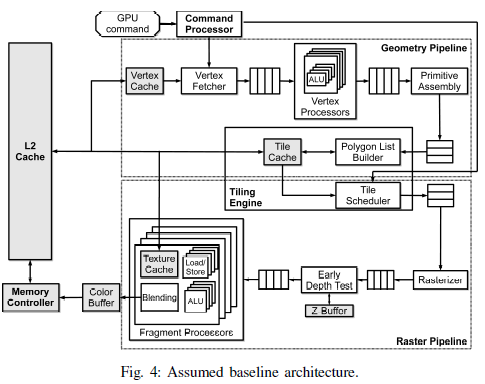 GPU
command
Command
Processor
Geometry Pipeline
Vertex
Cache
Vertex
Fetcher
ALU
Vertex
Processors
Primitive
Assembly
L2
Cache
Tile
Cache
Polygon List
Builder
Tiling
Engine
Tile
Scheduler
Texture
Cache
Load/
Store
Blending
ALU
Fragment Processors
Early
Depth Test
Z Buffer
Rasterizer
Memory
Controller
Color
Buffer
Raster Pipeline
Fig. 4: Assumed baseline architecture.